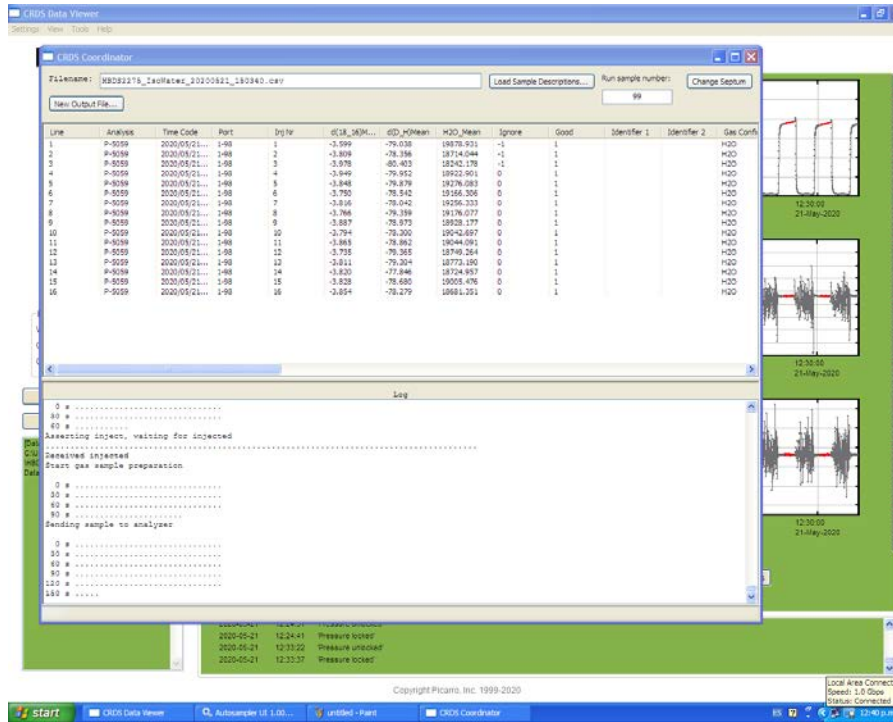 CRDS Data Viewer
Settings View Tools Help
CRDS Coordinator
Filename: HBDS2275_IsoWater_20200521_150340.csv Load Sample Descriptions... Run sample number: 99 Change Septum
New Output File...
Line Analysis Time Code Port Inj Nr d(18_16)M... d(D_H)Mean H2O_Mean Ignore Good Identifier 1 Identifier 2 Gas Confi
1 P-5059 2020/05/21... 1-98 1 -3.599 -79.038 19878.931 -1 1 H2O
2 P-5059 2020/05/21... 1-98 2 -3.809 -78.356 18714.044 -1 1 H2O
3 P-5059 2020/05/21... 1-98 3 -3.978 -80.403 18242.178 -1 1 H2O
4 P-5059 2020/05/21... 1-98 4 -3.949 -79.952 18922.901 0 1 H2O
5 P-5059 2020/05/21... 1-98 5 -3.848 -79.879 19276.083 0 1 H2O
6 P-5059 2020/05/21... 1-98 6 -3.750 -78.542 19166.306 0 1 H2O
7 P-5059 2020/05/21... 1-98 7 -3.816 -78.042 19256.333 0 1 H2O
8 P-5059 2020/05/21... 1-98 8 -3.766 -79.359 19176.077 0 1 H2O
9 P-5059 2020/05/21... 1-98 9 -3.887 -78.973 18928.177 0 1 H2O
10 P-5059 2020/05/21... 1-98 10 -3.794 -78.300 19042.697 0 1 H2O
11 P-5059 2020/05/21... 1-98 11 -3.865 -78.862 19044.091 0 1 H2O
12 P-5059 2020/05/21... 1-98 12 -3.735 -79.365 18749.264 0 1 H2O
13 P-5059 2020/05/21... 1-98 13 -3.811 -79.304 18773.190 0 1 H2O
14 P-5059 2020/05/21... 1-98 14 -3.820 -77.846 18724.957 0 1 H2O
15 P-5059 2020/05/21... 1-98 15 -3.828 -78.680 19005.476 0 1 H2O
16 P-5059 2020/05/21... 1-98 16 -3.854 -78.279 18681.351 0 1 H2O
12:30:00
21-May-2020
12:30:00
21-May-2020
12:30:00
21-May-2020
Log
0 s ..............................
30 s ..............................
60 s ...........
Asserting inject, waiting for injected
Received injected
Start gas sample preparation
0 s ..............................
30 s ..............................
60 s ..............................
90 s ......................
Sending sample to analyzer
0 s ..............................
30 s ..............................
60 s ..............................
90 s ..............................
120 s ..............................
150 s .....
2020-05-21 12:24:41 'Pressure locked'
2020-05-21 12:33:22 'Pressure unlocked'
2020-05-21 12:33:37 'Pressure locked'
Copyright Picarro, Inc. 1999-2020
Local Area Connect
Speed: 1.0 Gbps
Status: Connected
start CRDS Data Viewer Autosampler UI 1.00... untitled - Paint CRDS Coordinator ES 12:40 p.m.